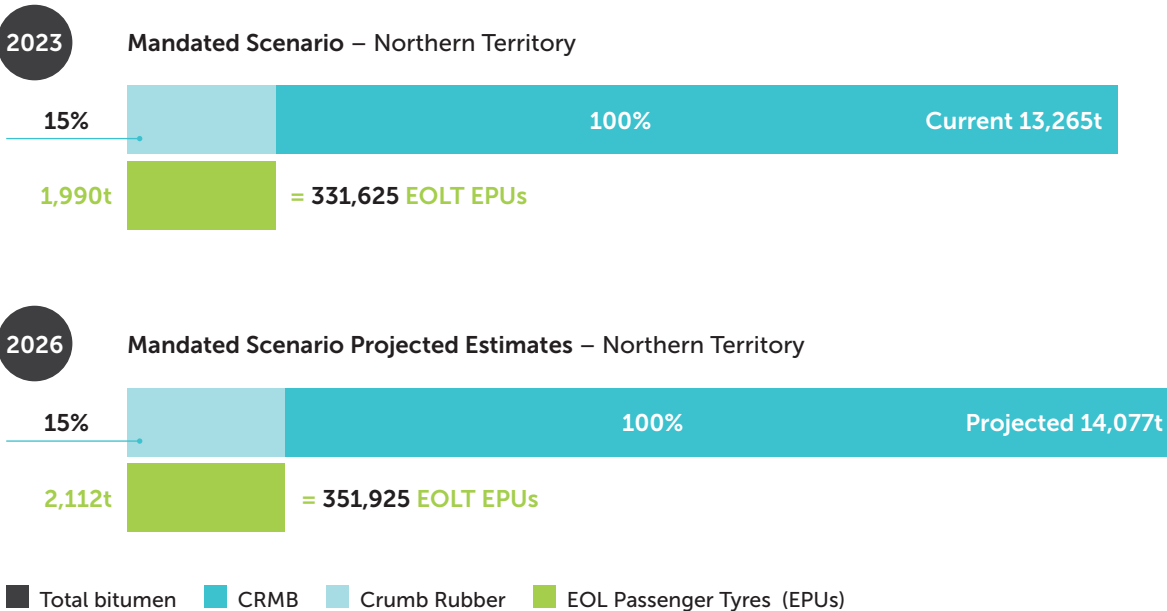 2023 Mandated Scenario – Northern Territory
15% 100% Current 13,265t
1,990t = 331,625 EOLT EPUs
2026 Mandated Scenario Projected Estimates – Northern Territory
15% 100% Projected 14,077t
2,112t = 351,925 EOLT EPUs
Total bitumen CRMB Crumb Rubber EOL Passenger Tyres (EPUs)